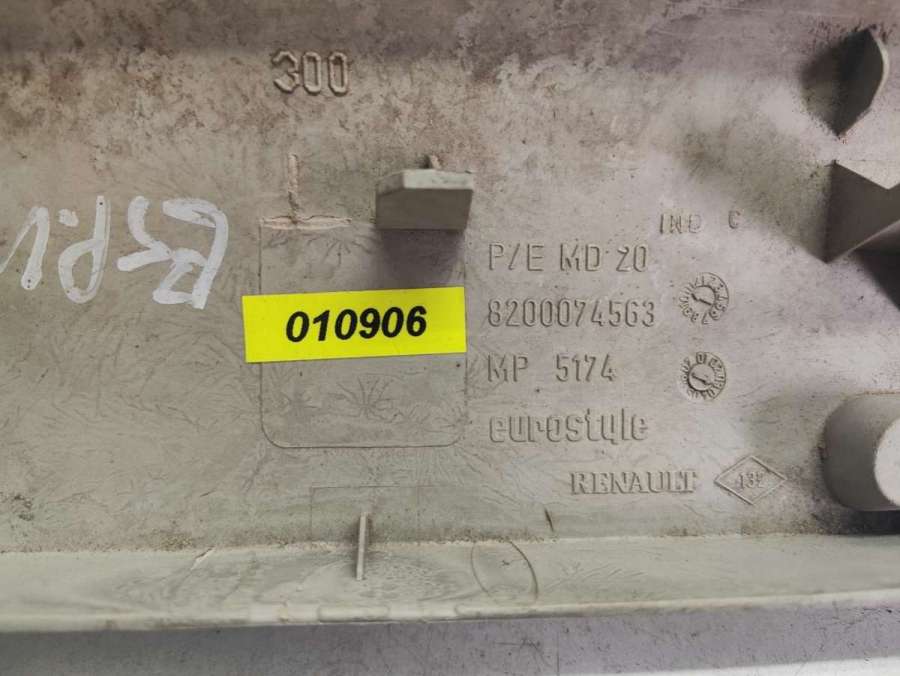 300
IND C
P/E MD 20
8200074563
010906
MP 5174
eurostyle
RENAULT 132